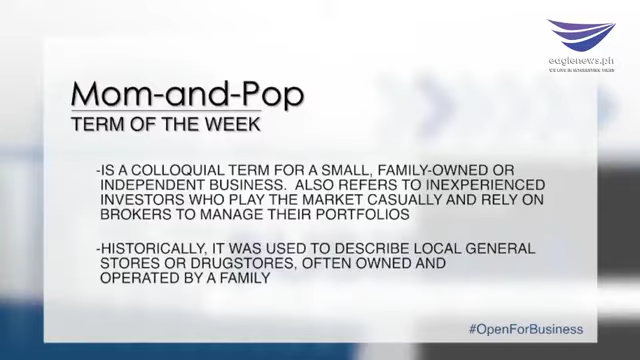 eaglenews.ph
Mom-and-Pop
TERM OF THE WEEK
-IS A COLLOQUIAL TERM FOR A SMALL, FAMILY-OWNED OR
INDEPENDENT BUSINESS. ALSO REFERS TO INEXPERIENCED
INVESTORS WHO PLAY THE MARKET CASUALLY AND RELY ON
BROKERS TO MANAGE THEIR PORTFOLIOS
-HISTORICALLY, IT WAS USED TO DESCRIBE LOCAL GENERAL
STORES OR DRUGSTORES, OFTEN OWNED AND
OPERATED BY A FAMILY
#OpenForBusiness